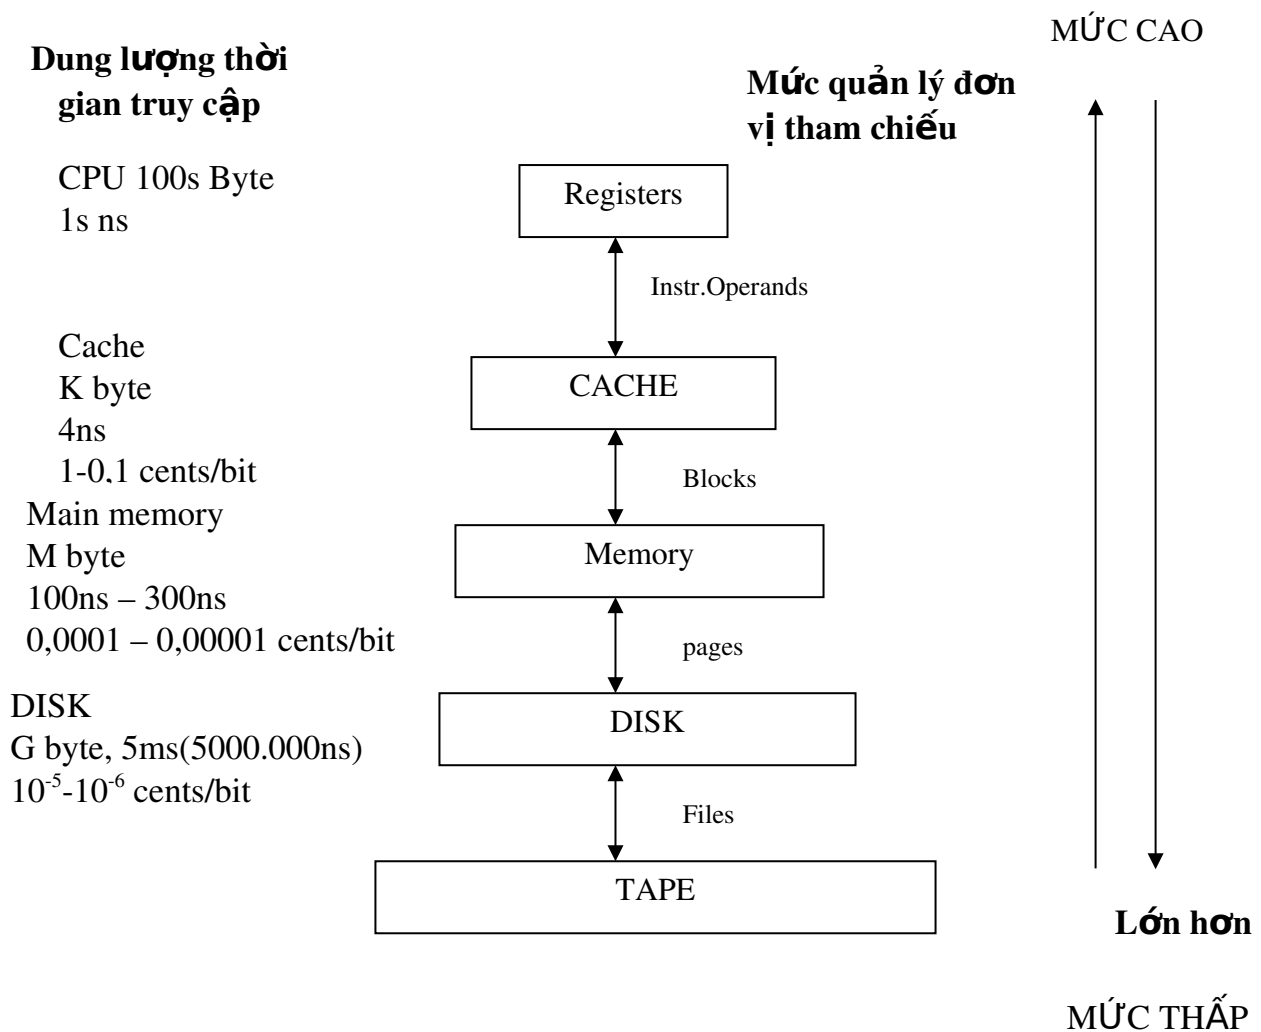 MỨC CAO
Dung lượng thời
gian truy cập
Mức quản lý đơn
vị tham chiếu
CPU 100s Byte
1s ns
Registers
Instr.Operands
Cache
K byte
4ns
1-0,1 cents/bit
CACHE
Blocks
Main memory
M byte
100ns – 300ns
0,0001 – 0,00001 cents/bit
Memory
pages
DISK
G byte, 5ms(5000.000ns)
10⁻⁵-10⁻⁶ cents/bit
DISK
Files
TAPE
Lớn hơn
MỨC THẤP